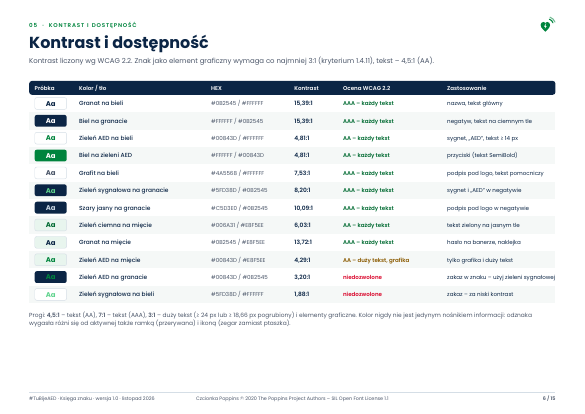 05 · KONTRAST I DOSTĘPNOŚĆ
Kontrast i dostępność
Kontrast liczony wg WCAG 2.2. Znak jako element graficzny wymaga co najmniej 3:1 (kryterium 1.4.11), tekst – 4,5:1 (AA).
Próbka Kolor / tło HEX Kontrast Ocena WCAG 2.2 Zastosowanie
Aa Granat na bieli #0B2545 / #FFFFFF 15,39:1 AAA – każdy tekst nazwa, tekst główny
Aa Biel na granacie #FFFFFF / #0B2545 15,39:1 AAA – każdy tekst negatyw, tekst na ciemnym tle
Aa Zieleń AED na bieli #00843D / #FFFFFF 4,81:1 AA – każdy tekst sygnet, „AED”, tekst ≥ 14 px
Aa Biel na zieleni AED #FFFFFF / #00843D 4,81:1 AA – każdy tekst przyciski (tekst SemiBold)
Aa Grafit na bieli #4A5568 / #FFFFFF 7,53:1 AAA – każdy tekst podpis pod logo, tekst pomocniczy
Aa Zieleń sygnałowa na granacie #5FD38D / #0B2545 8,20:1 AAA – każdy tekst sygnet i „AED” w negatywie
Aa Szary jasny na granacie #C5D3E0 / #0B2545 10,09:1 AAA – każdy tekst podpis pod logo w negatywie
Aa Zieleń ciemna na mięcie #006A31 / #E8F5EE 6,03:1 AA – każdy tekst tekst zielony na jasnym tle
Aa Granat na mięcie #0B2545 / #E8F5EE 13,72:1 AAA – każdy tekst hasło na banerze, naklejka
Aa Zieleń AED na mięcie #00843D / #E8F5EE 4,29:1 AA – duży tekst, grafika tylko grafika i duży tekst
Aa Zieleń AED na granacie #00843D / #0B2545 3,20:1 niedozwolone zakaz w znaku – użyj zieleni sygnałowej
Aa Zieleń sygnałowa na bieli #5FD38D / #FFFFFF 1,88:1 niedozwolone zakaz – za niski kontrast
Progi: 4,5:1 – tekst (AA), 7:1 – tekst (AAA), 3:1 – duży tekst (≥ 24 px lub ≥ 18,66 px pogrubiony) i elementy graficzne. Kolor nigdy nie jest jedynym nośnikiem informacji: odznaka
wygasła różni się od aktywnej także ramką (przerywana) i ikoną (zegar zamiast ptaszka).
#TuBijeAED · Księga znaku · wersja 1.0 · listopad 2026 Czcionka Poppins © 2020 The Poppins Project Authors — SIL Open Font License 1.1 6 / 15